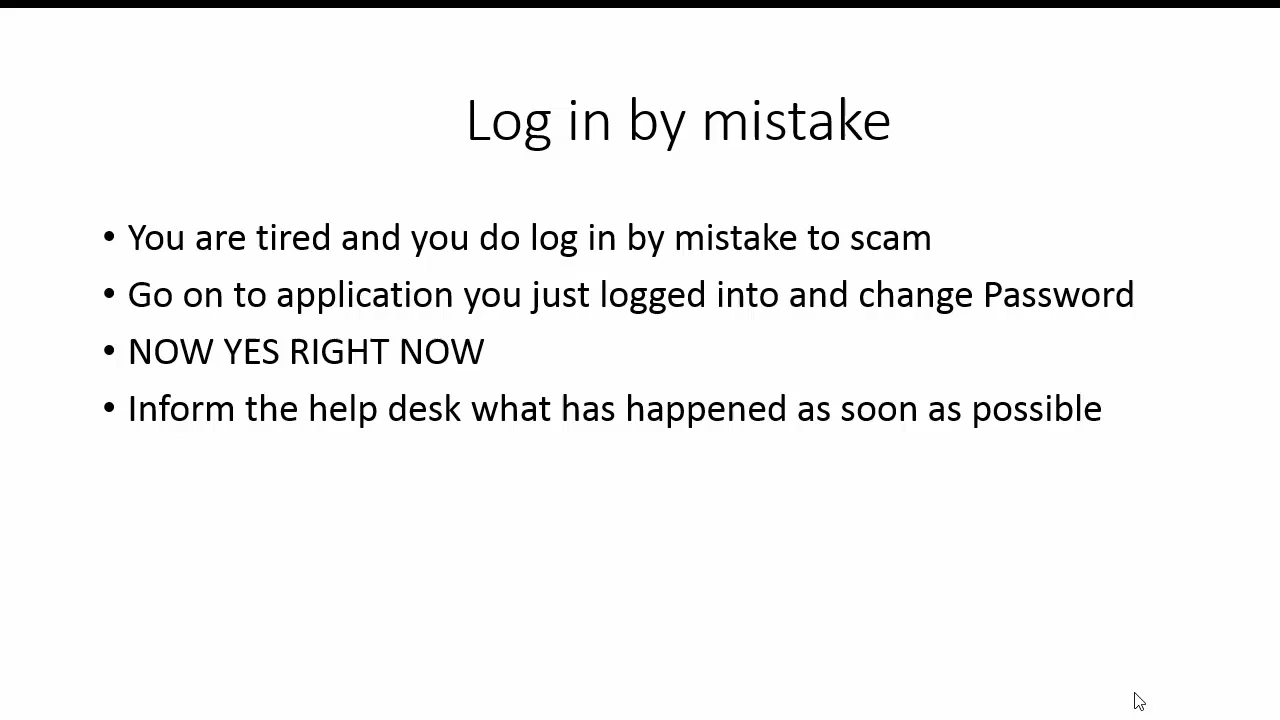 Log in by mistake
• You are tired and you do log in by mistake to scam
• Go on to application you just logged into and change Password
• NOW YES RIGHT NOW
• Inform the help desk what has happened as soon as possible